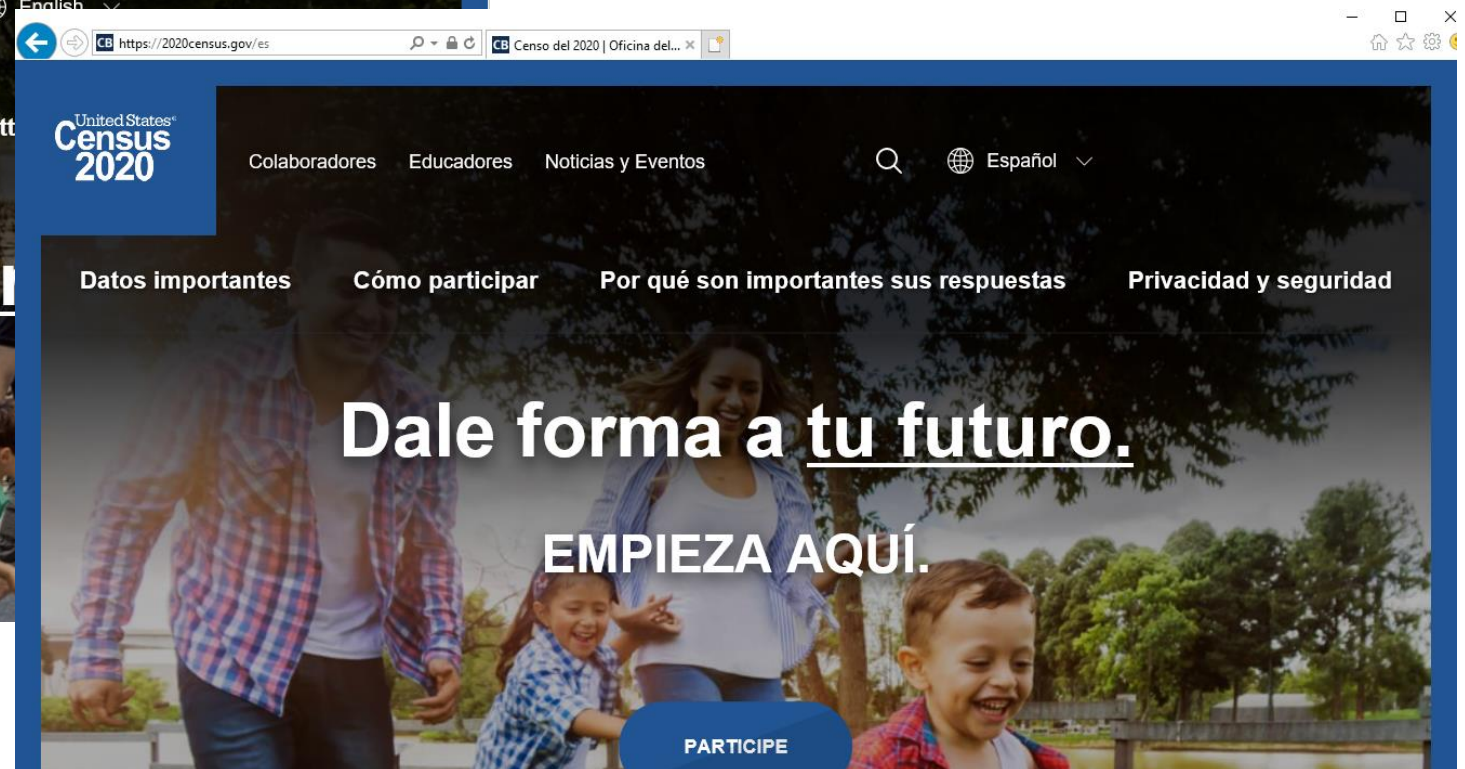 English
https://2020census.gov/es
CB Censo del 2020 | Oficina del...
United States®
Census
2020
Colaboradores Educadores Noticias y Eventos Español
Datos importantes Cómo participar Por qué son importantes sus respuestas Privacidad y seguridad
Dale forma a tu futuro.
EMPIEZA AQUÍ.
PARTICIPE